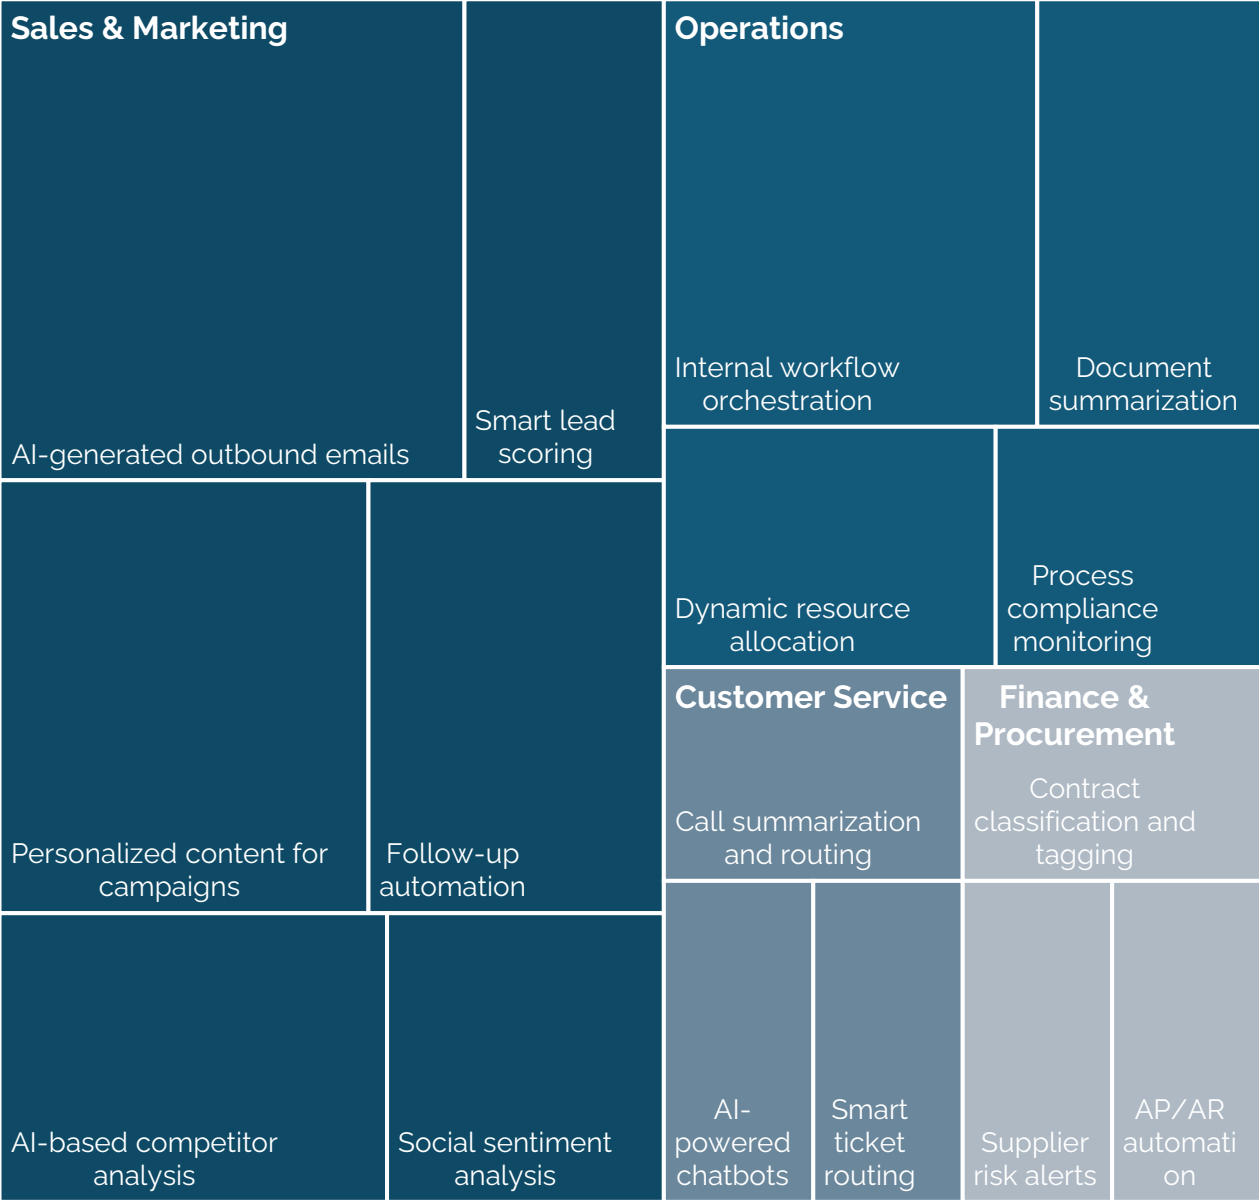 Sales & Marketing
AI-generated outbound emails
Smart lead
scoring
Personalized content for
campaigns
Follow-up
automation
AI-based competitor
analysis
Social sentiment
analysis
Operations
Internal workflow
orchestration
Document
summarization
Dynamic resource
allocation
Process
compliance
monitoring
Customer Service
Call summarization
and routing
AI-
powered
chatbots
Smart
ticket
routing
Finance &
Procurement
Contract
classification and
tagging
Supplier
risk alerts
AP/AR
automati
on